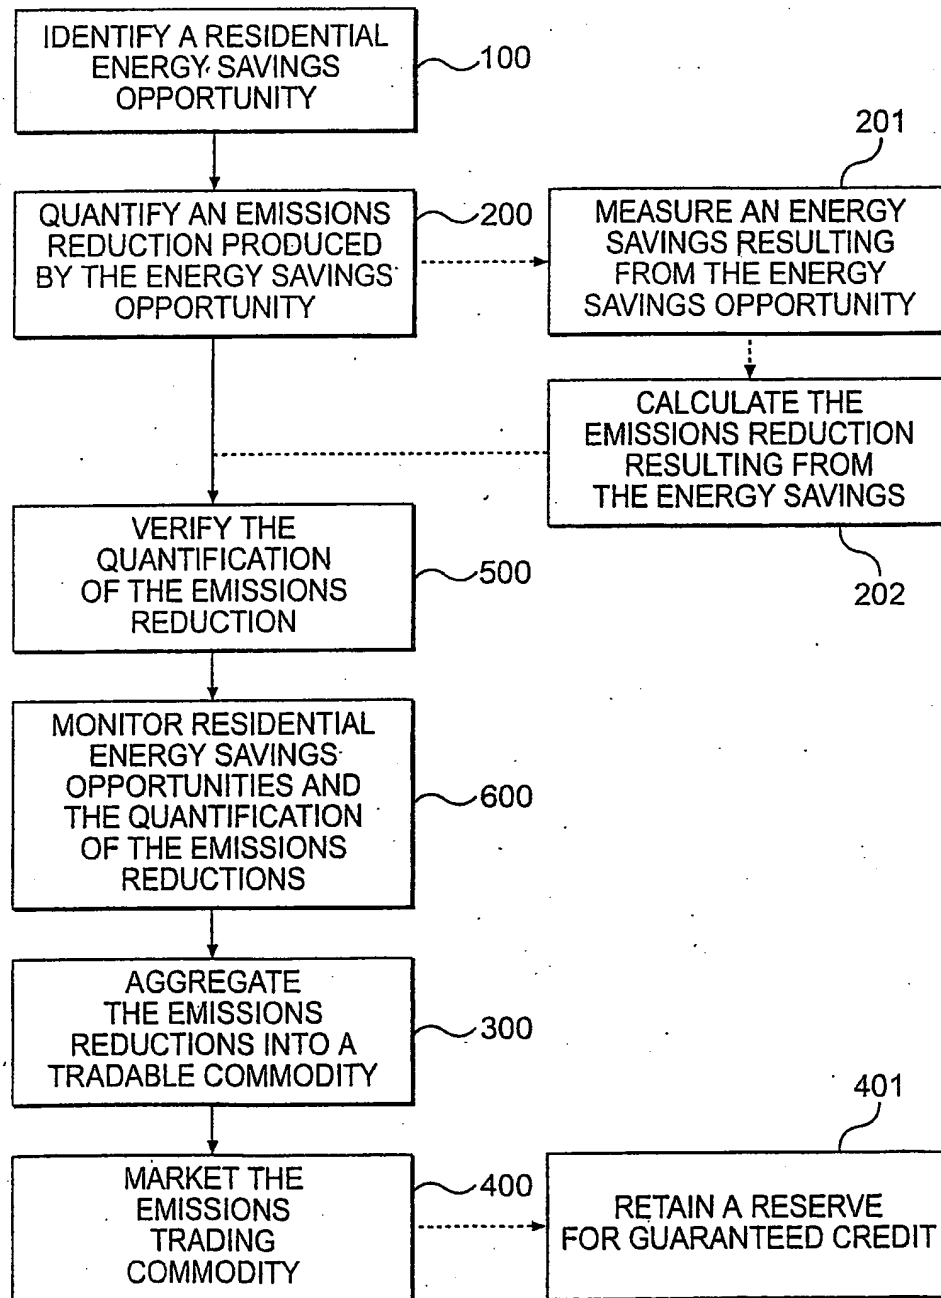 IDENTIFY A RESIDENTIAL
ENERGY SAVINGS
OPPORTUNITY
100
QUANTIFY AN EMISSIONS
REDUCTION PRODUCED
BY THE ENERGY SAVINGS
OPPORTUNITY
200
201
MEASURE AN ENERGY
SAVINGS RESULTING
FROM THE ENERGY
SAVINGS OPPORTUNITY
CALCULATE THE
EMISSIONS REDUCTION
RESULTING FROM
THE ENERGY SAVINGS
202
VERIFY THE
QUANTIFICATION
OF THE EMISSIONS
REDUCTION
500
MONITOR RESIDENTIAL
ENERGY SAVINGS
OPPORTUNITIES AND
THE QUANTIFICATION
OF THE EMISSIONS
REDUCTIONS
600
AGGREGATE
THE EMISSIONS
REDUCTIONS INTO A
TRADABLE COMMODITY
300
MARKET THE
EMISSIONS
TRADING
COMMODITY
400
401
RETAIN A RESERVE
FOR GUARANTEED CREDIT